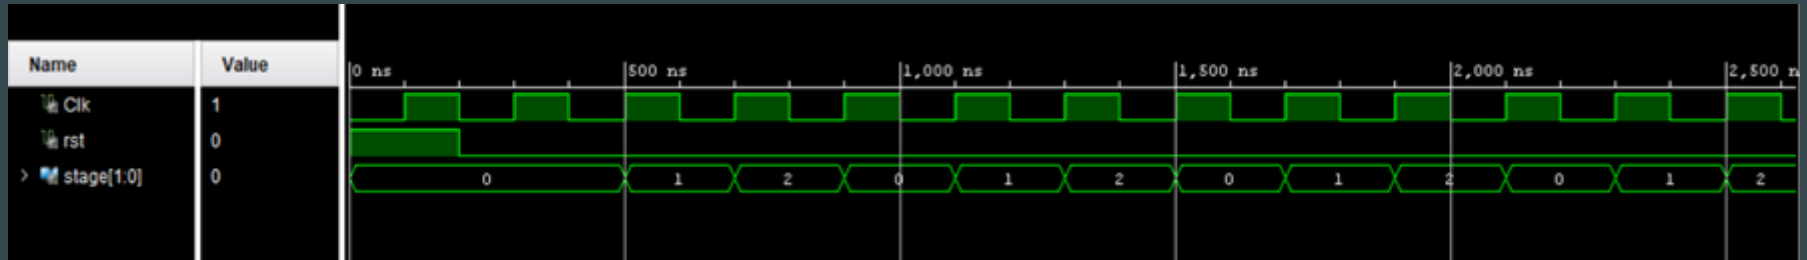 Name Value
0 ns 500 ns 1,000 ns 1,500 ns 2,000 ns 2,500 n
Clk 1
rst 0
> stage[1:0] 0 0 1 2 0 1 2 0 1 2 0 1 2